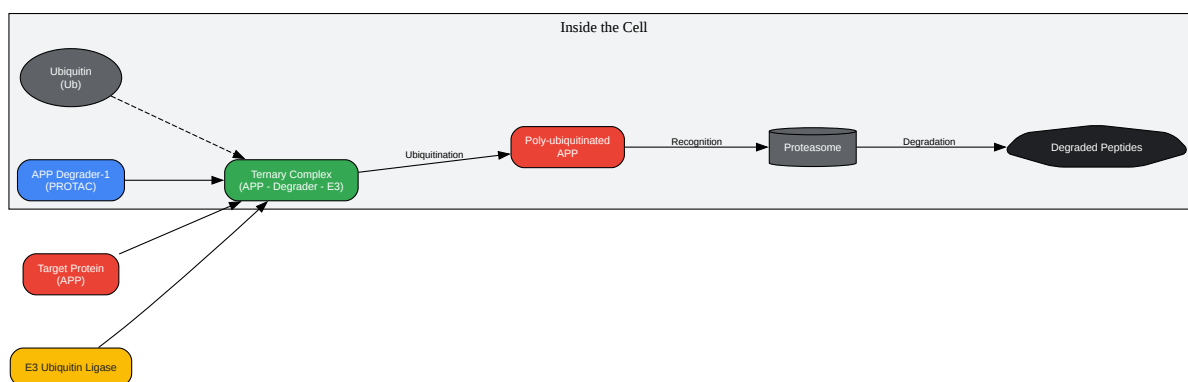 Inside the Cell
Ubiquitin
(Ub)
APP Degrader-1
(PROTAC)
Ternary Complex
(APP - Degrader - E3)
Ubiquitination
Poly-ubiquitinated
APP
Recognition
Proteasome
Degradation
Degraded Peptides
Target Protein
(APP)
E3 Ubiquitin Ligase